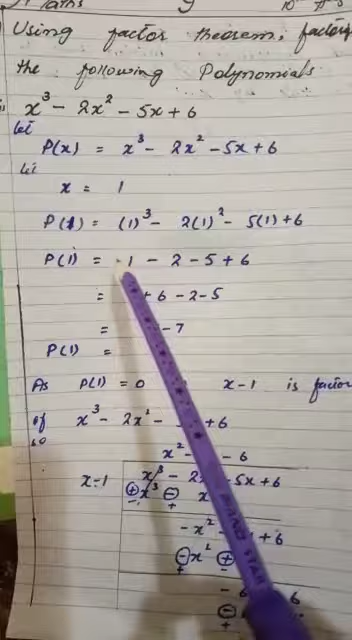 Maths
Using factor theorem, factorize
the following Polynomials
x³ - 2x² - 5x + 6
let
P(x) = x³ - 2x² - 5x + 6
let
x = 1
P(1) = (1)³ - 2(1)² - 5(1) + 6
P(1) = 1 - 2 - 5 + 6
= + 6 - 2 - 5
= - 7
P(1) =
As P(1) = 0 x - 1 is factor
of x³ - 2x² - + 6
so
x² - 6
x - 1 x³ - 2x - 5x + 6
⊕x³ ⊖ x
- +
- x² + 6
⊖x² ⊕
+ -
- 6 6
⊖
+